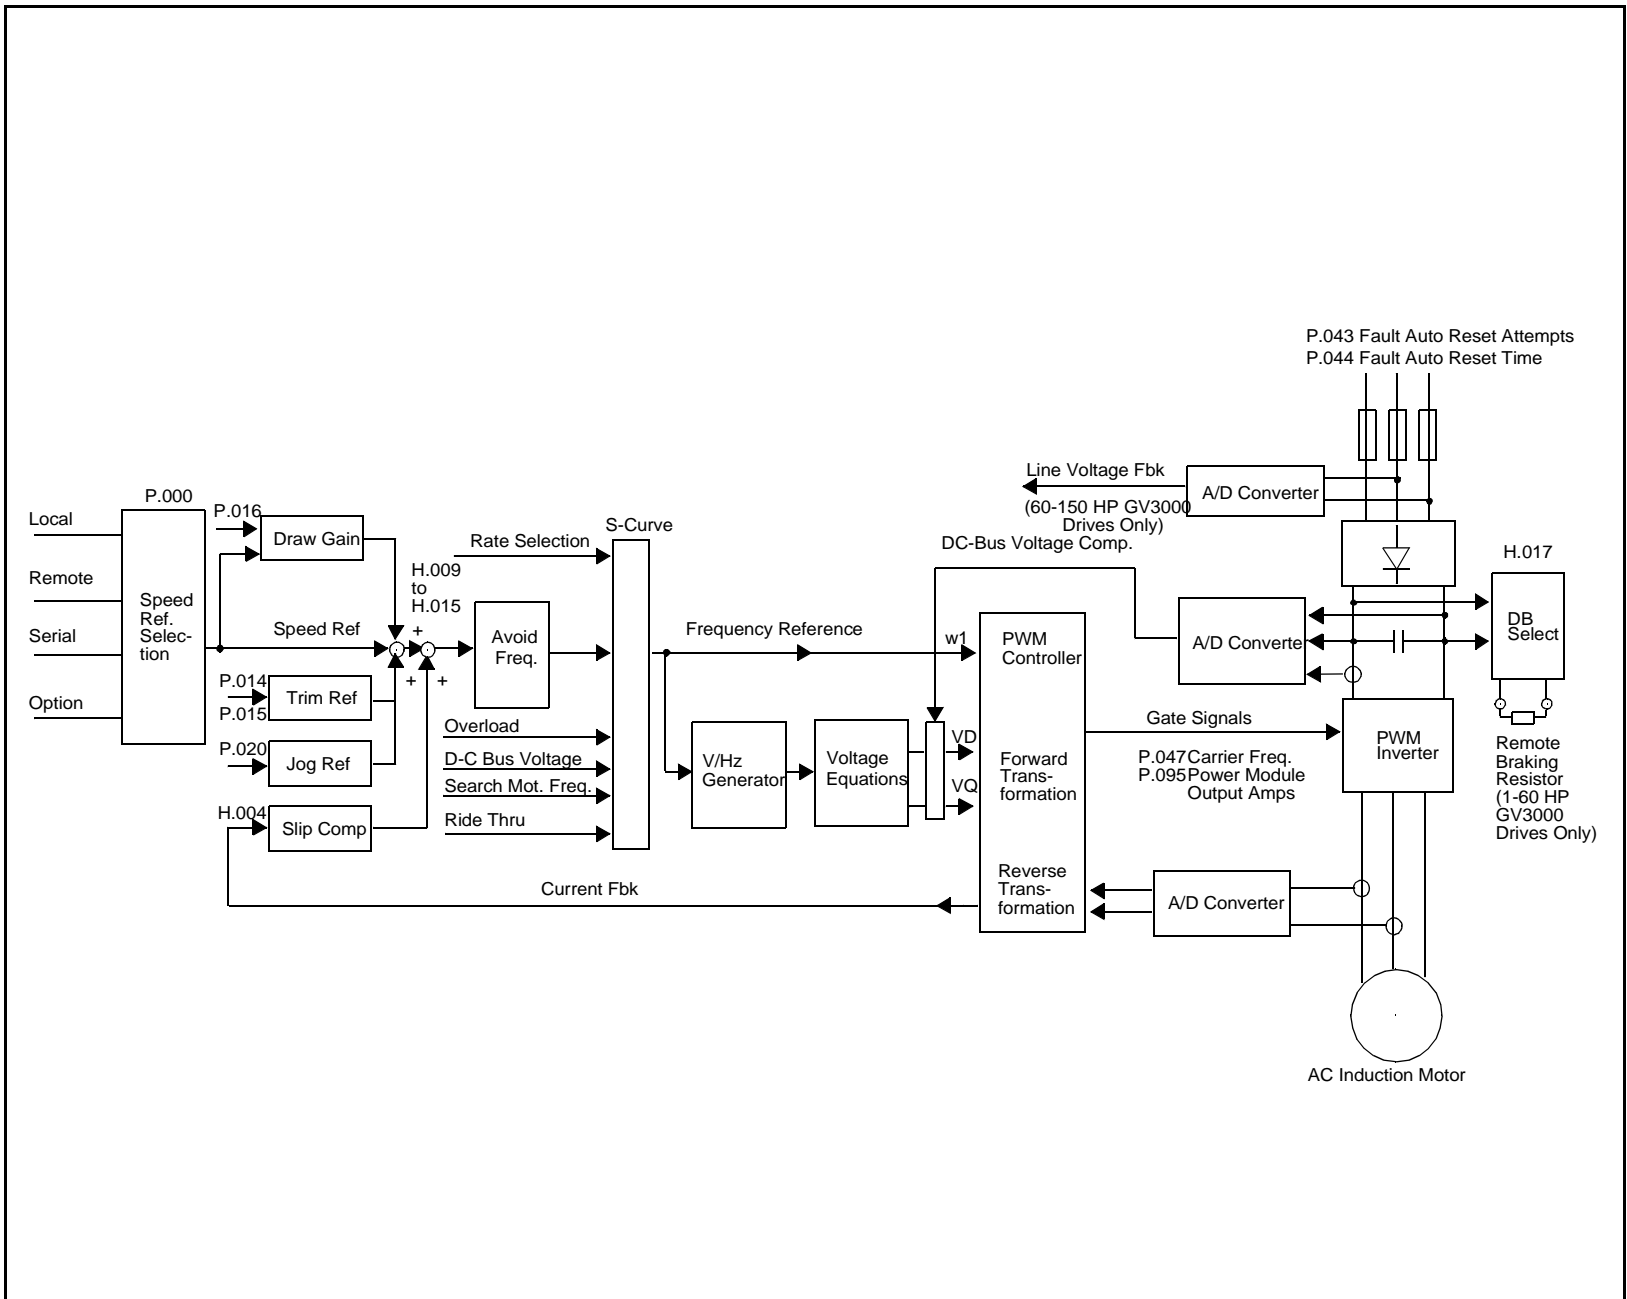 P.043 Fault Auto Reset Attempts
P.044 Fault Auto Reset Time
Line Voltage Fbk
A/D Converter
(60-150 HP GV3000
Drives Only)
DC-Bus Voltage Comp.
P.000
Local
Remote
Serial
Option
Speed
Ref.
Selec-
tion
P.016
Draw Gain
Speed Ref
P.014
P.015
Trim Ref
P.020
Jog Ref
H.004
Slip Comp
H.009
to
H.015
+
+
+
Avoid
Freq.
S-Curve
Rate Selection
Overload
D-C Bus Voltage
Search Mot. Freq.
Ride Thru
Frequency Reference
w1
V/Hz
Generator
Voltage
Equations
VD
VQ
PWM
Controller
Forward
Trans-
formation
Reverse
Trans-
formation
Current Fbk
A/D Converte
H.017
DB
Select
Gate Signals
P.047 Carrier Freq.
P.095 Power Module
Output Amps
PWM
Inverter
Remote
Braking
Resistor
(1-60 HP
GV3000
Drives Only)
A/D Converter
AC Induction Motor